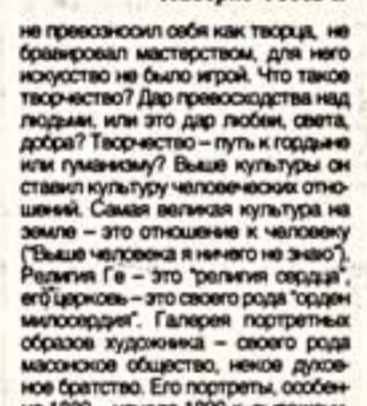 не превозносил себя как творца, не
бравировал мастерством, для него
искусство не было игрой. Что такое
творчество? Дар превосходства над
людьми, или это дар любви, света,
добра? Творчество – путь к гордыне
или гуманизму? Выше культуры он
ставил культуру человеческих отно-
шений. Самая великая культура на
земле – это отношение к человеку
("Выше человека я ничего не знаю").
Религия Ге – это "религия сердца",
его церковь – это своего рода "орден
милосердия". Галерея портретных
образов художника – своего рода
масонское общество, некое духов-
ное братство. Его портреты, особен-